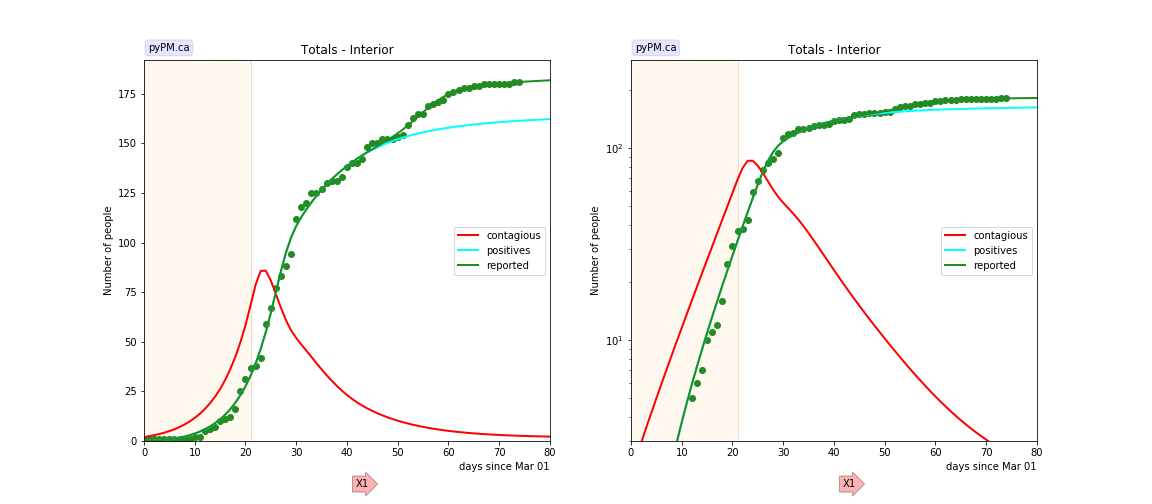 pyPM.ca
Totals - Interior
Number of people
175
150
125
100
75
50
25
0
contagious
positives
reported
0 10 20 30 40 50 60 70 80
days since Mar 01
X1
pyPM.ca
Totals - Interior
Number of people
10²
10¹
contagious
positives
reported
0 10 20 30 40 50 60 70 80
days since Mar 01
X1